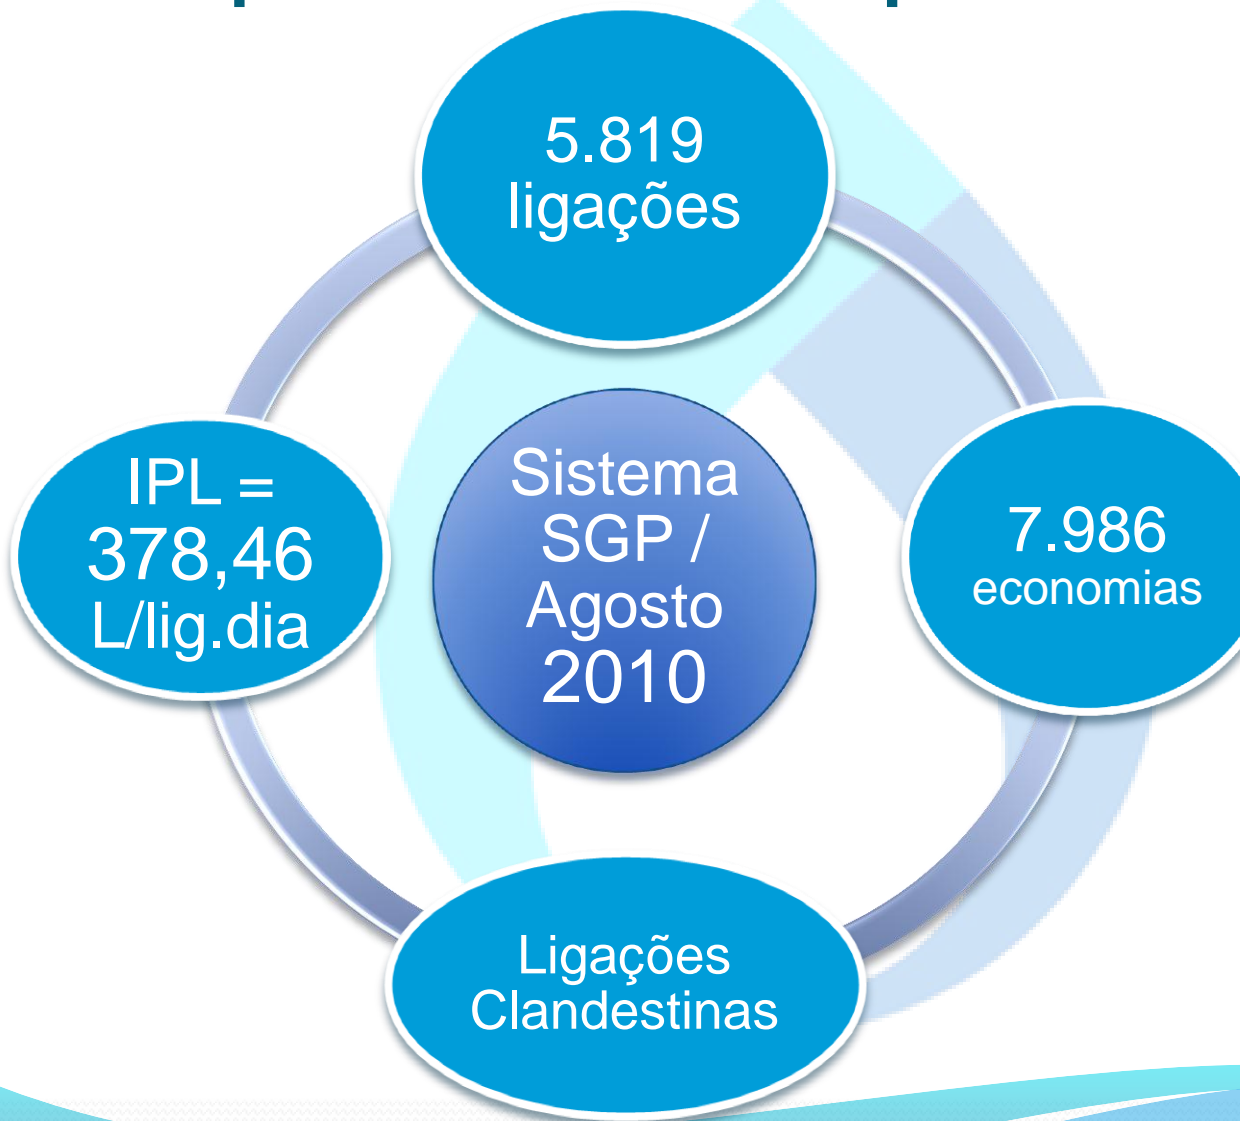 5.819
ligações
IPL =
378,46
L/lig.dia
Sistema
SGP /
Agosto
2010
7.986
economias
Ligações
Clandestinas